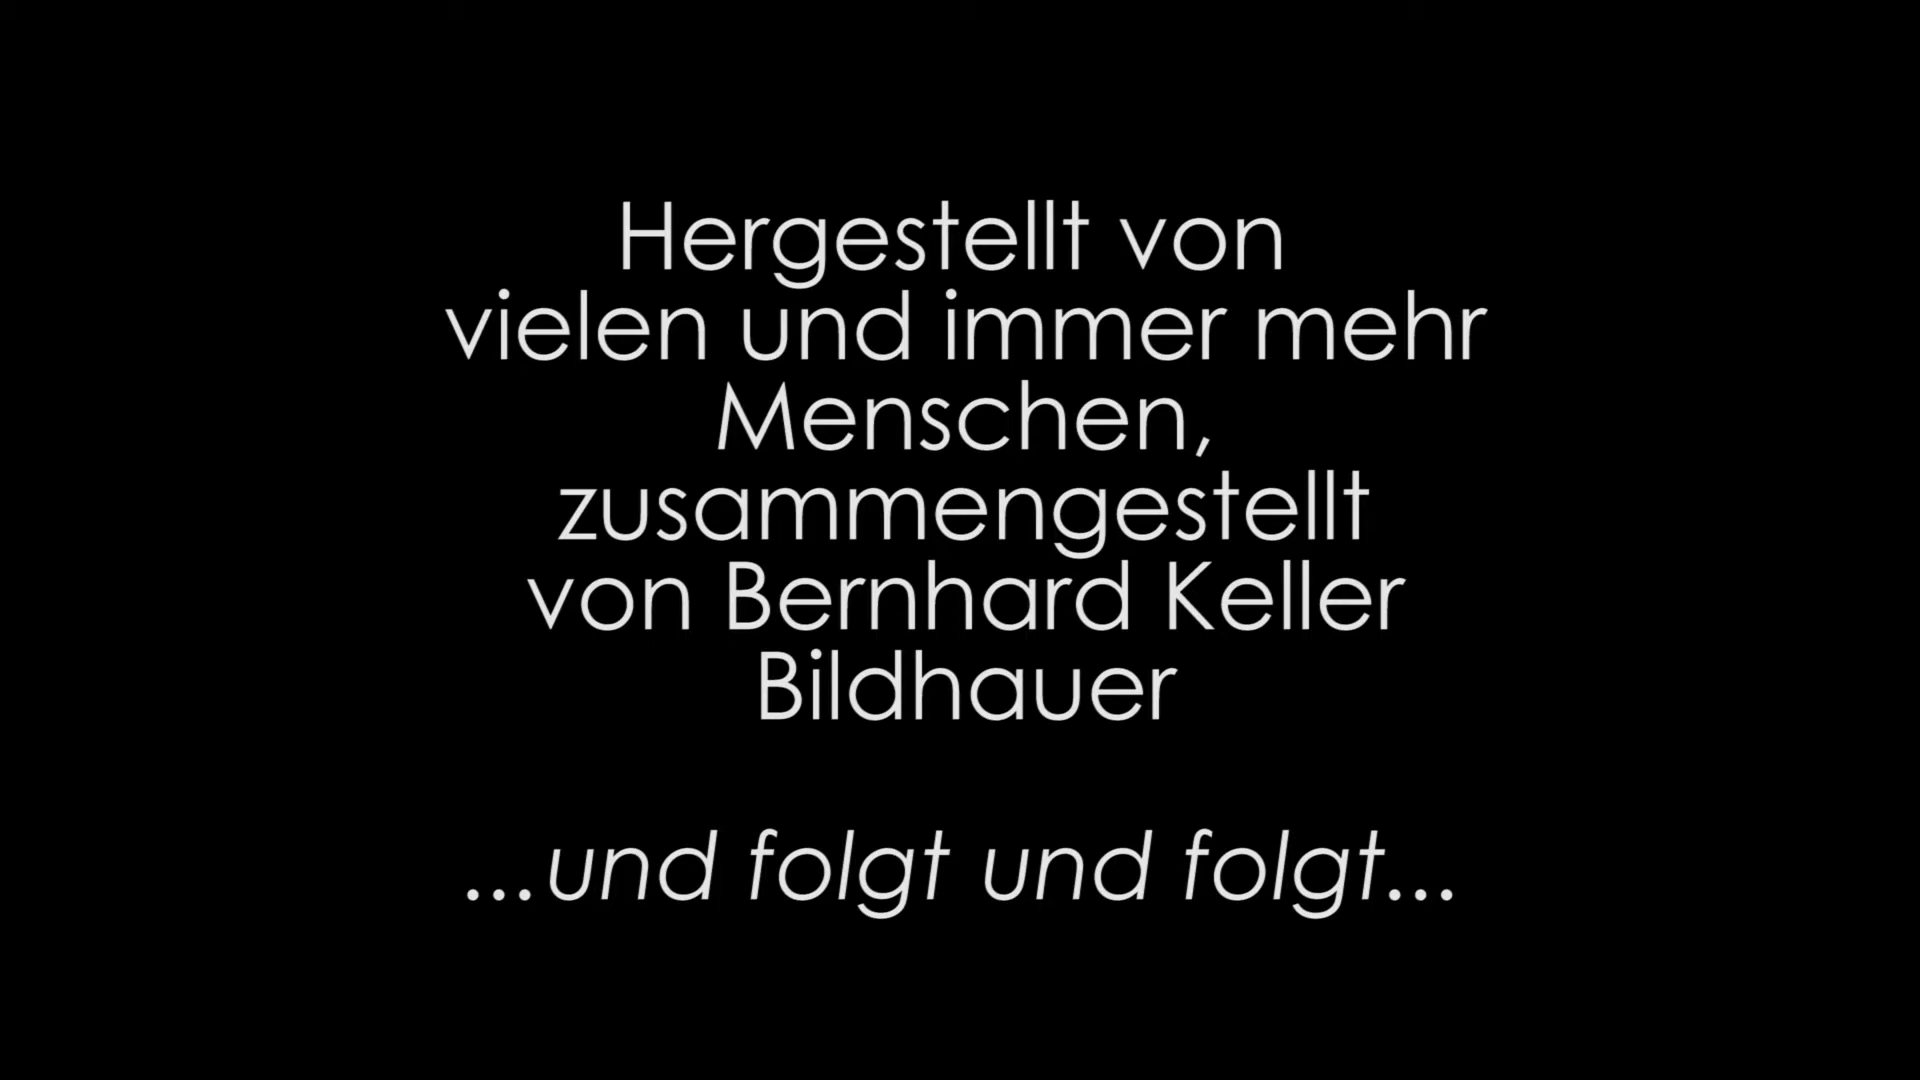 Hergestellt von
vielen und immer mehr
Menschen,
zusammengestellt
von Bernhard Keller
Bildhauer
...und folgt und folgt...